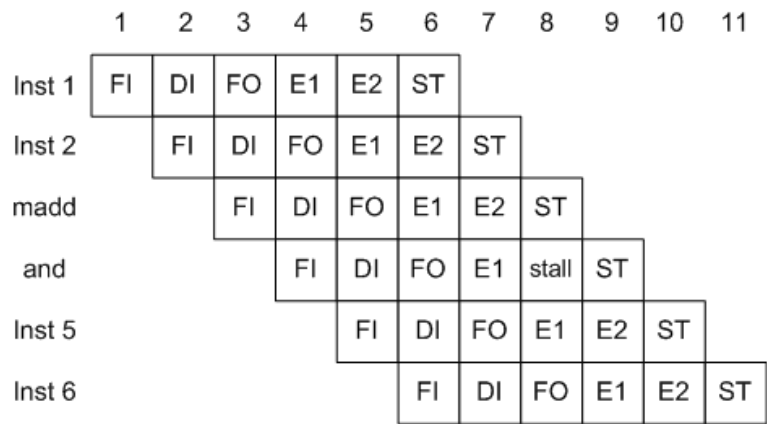 1 2 3 4 5 6 7 8 9 10 11
Inst 1 FI DI FO E1 E2 ST
Inst 2 FI DI FO E1 E2 ST
madd FI DI FO E1 E2 ST
and FI DI FO E1 stall ST
Inst 5 FI DI FO E1 E2 ST
Inst 6 FI DI FO E1 E2 ST